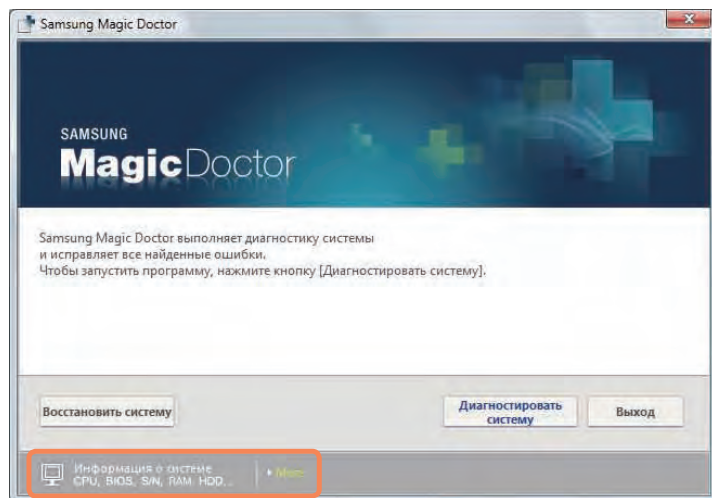 Samsung Magic Doctor
SAMSUNG
MagicDoctor
Samsung Magic Doctor выполняет диагностику системы
и исправляет все найденные ошибки.
Чтобы запустить программу, нажмите кнопку [Диагностировать систему].
Восстановить систему
Диагностировать
систему
Выход
Информация о системе
CPU, BIOS, S/N, RAM, HDD...
More